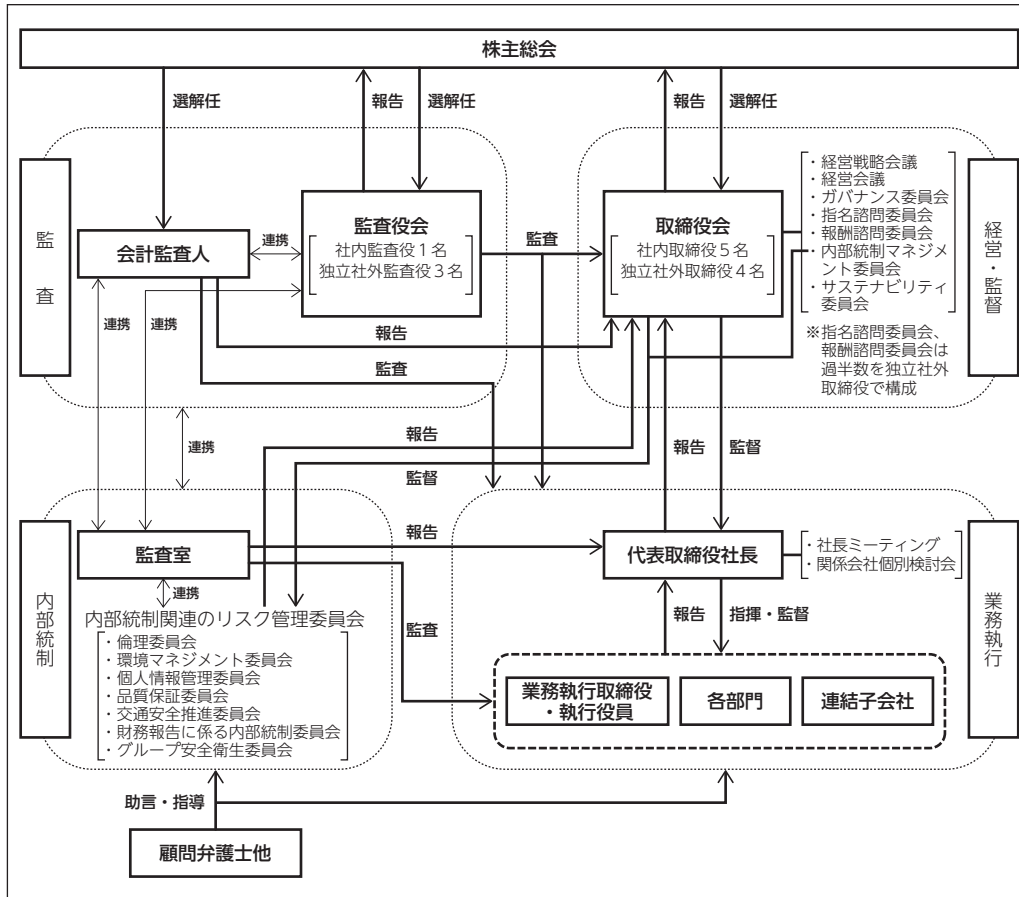 株主総会
選解任
報告
選解任
報告
選解任
監査
会計監査人
連携
監査役会
社内監査役1名
独立社外監査役3名
監査
取締役会
社内取締役5名
独立社外取締役4名
・経営戦略会議
・経営会議
・ガバナンス委員会
・指名諮問委員会
・報酬諮問委員会
・内部統制マネジメ
ント委員会
・サステナビリティ
委員会
※指名諮問委員会、
報酬諮問委員会は
過半数を独立社外
取締役で構成
経営・監督
連携
連携
報告
監査
連携
報告
監督
報告
監督
内部統制
監査室
連携
報告
監査
内部統制関連のリスク管理委員会
・倫理委員会
・環境マネジメント委員会
・個人情報管理委員会
・品質保証委員会
・交通安全推進委員会
・財務報告に係る内部統制委員会
・グループ安全衛生委員会
代表取締役社長
・社長ミーティング
・関係会社個別検討会
報告
指揮・監督
業務執行取締役
・執行役員
各部門
連結子会社
業務執行
助言・指導
顧問弁護士他